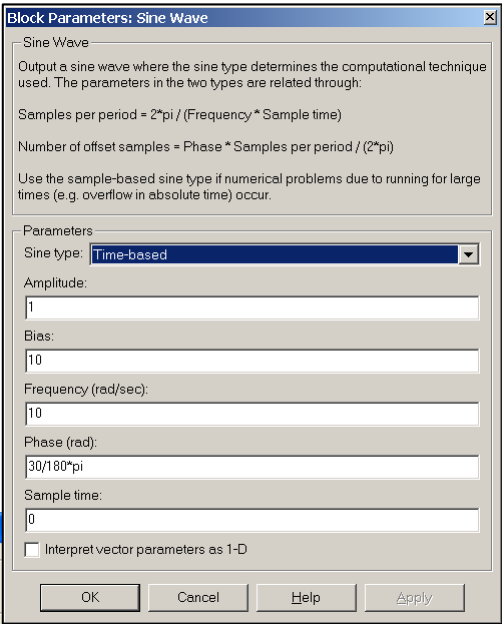 Block Parameters: Sine Wave
Sine Wave
Output a sine wave where the sine type determines the computational technique
used. The parameters in the two types are related through:
Samples per period = 2*pi / (Frequency * Sample time)
Number of offset samples = Phase * Samples per period / (2*pi)
Use the sample-based sine type if numerical problems due to running for large
times (e.g. overflow in absolute time) occur.
Parameters
Sine type: Time-based
Amplitude:
1
Bias:
10
Frequency (rad/sec):
10
Phase (rad):
30/180*pi
Sample time:
0
Interpret vector parameters as 1-D
OK Cancel Help Apply